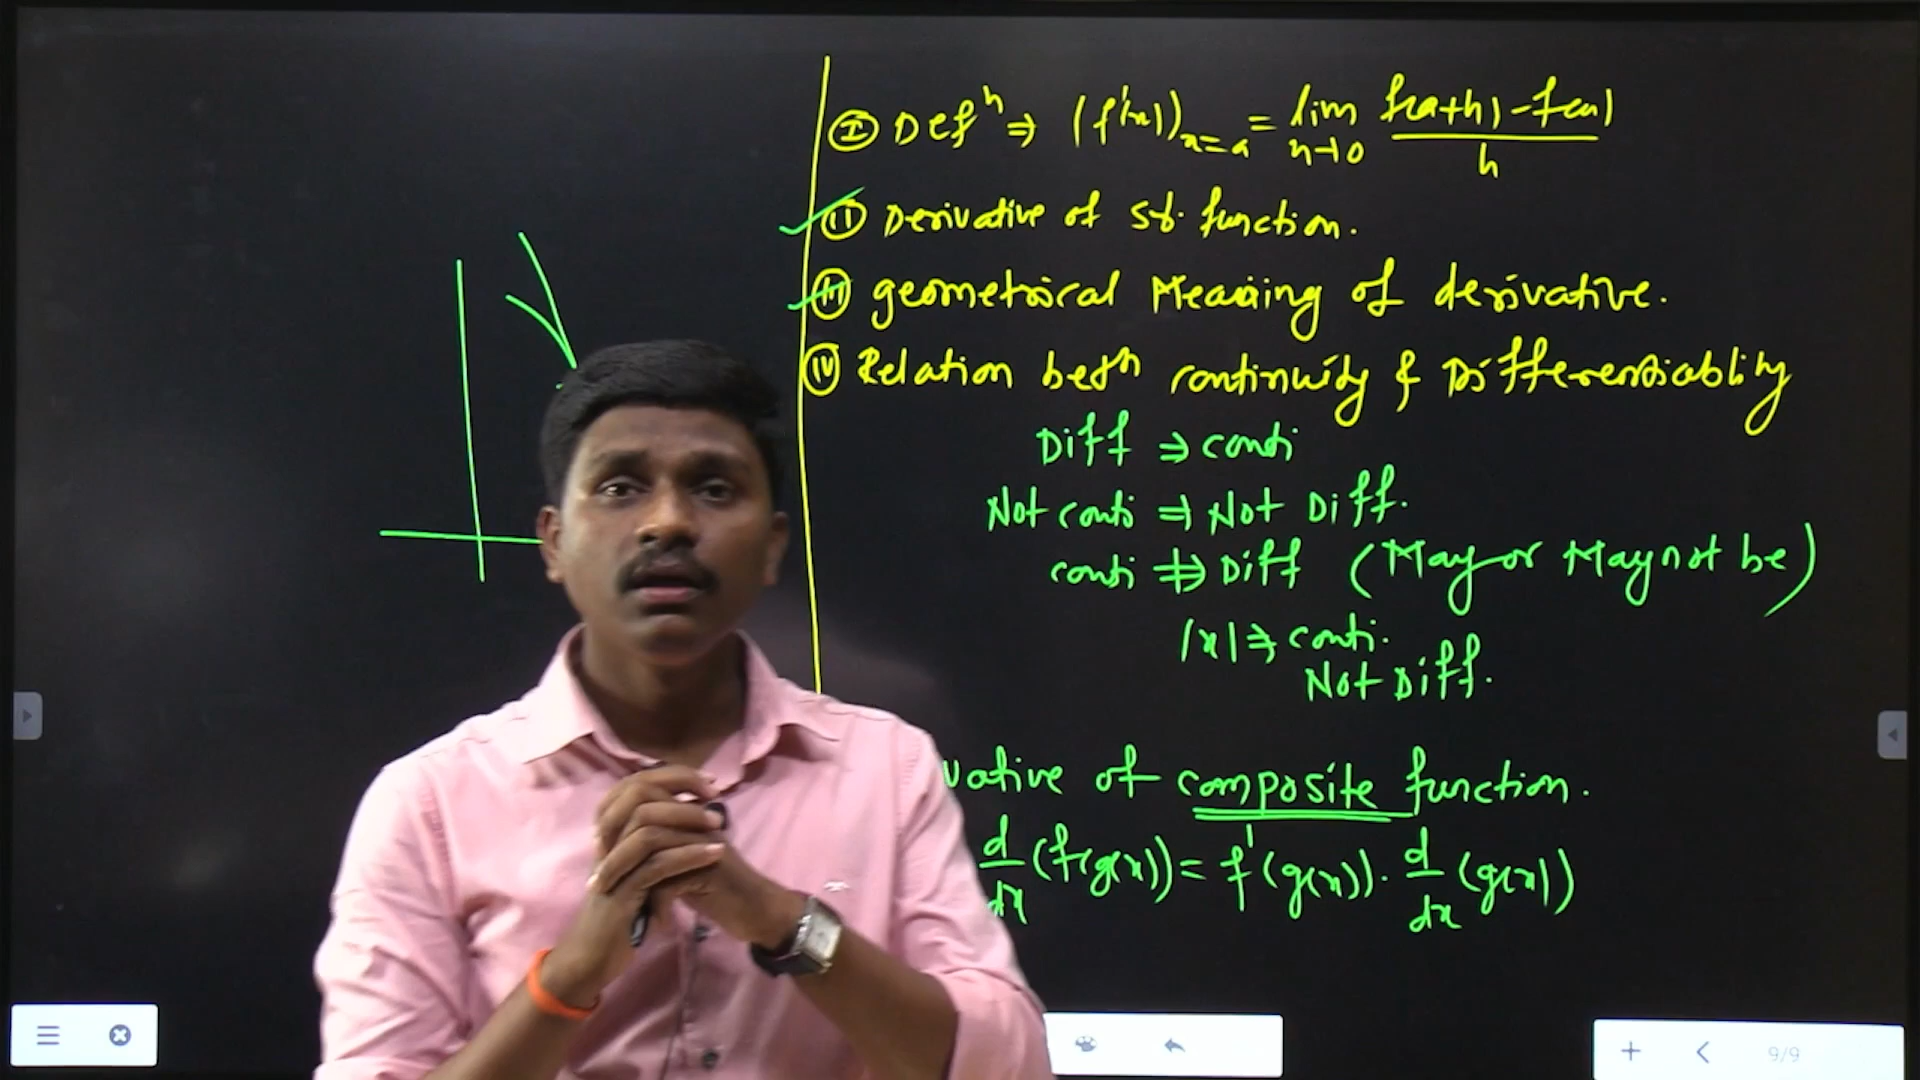 ① Defⁿ ⇒ (f'(x))ₓ₌ₐ = lim h→0 f(a+h) - f(a) / h
② Derivative of St. function.
③ geometrical Meaning of derivative.
④ Relation betⁿ continuity & Differentiablity
Diff ⇒ conti
Not conti ⇒ Not Diff.
conti ⇏ Diff (May or May not be)
|x| ⇒ conti.
Not Diff.
vative of composite function.
d/dx (f(g(x))) = f'(g(x)) · d/dx (g(x))
9/9